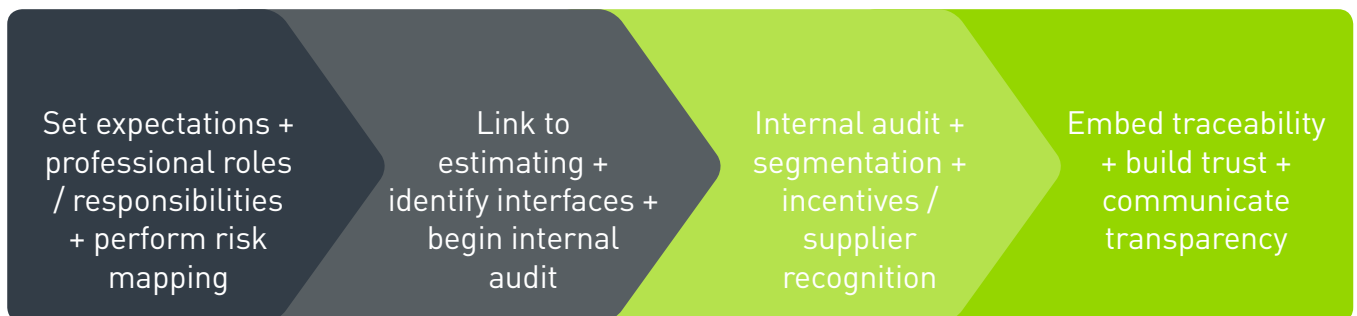 Set expectations +
professional roles
/ responsibilities
+ perform risk
mapping
Link to
estimating +
identify interfaces +
begin internal
audit
Internal audit +
segmentation +
incentives /
supplier
recognition
Embed traceability
+ build trust +
communicate
transparency